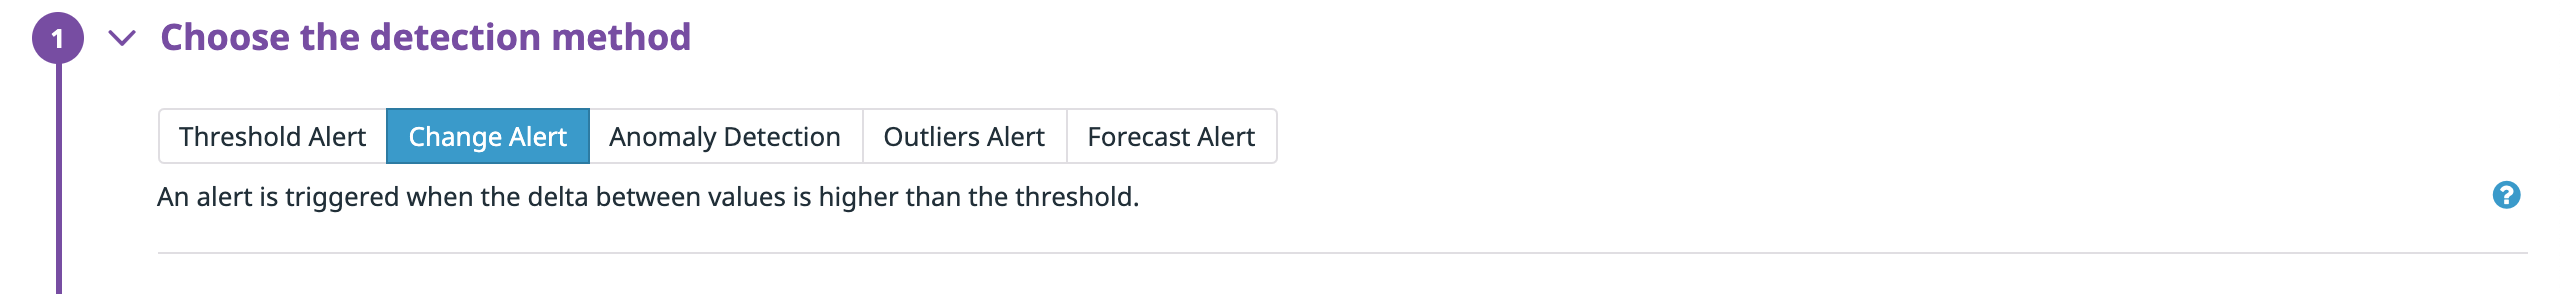 1 Choose the detection method
Threshold Alert Change Alert Anomaly Detection Outliers Alert Forecast Alert
An alert is triggered when the delta between values is higher than the threshold. ?